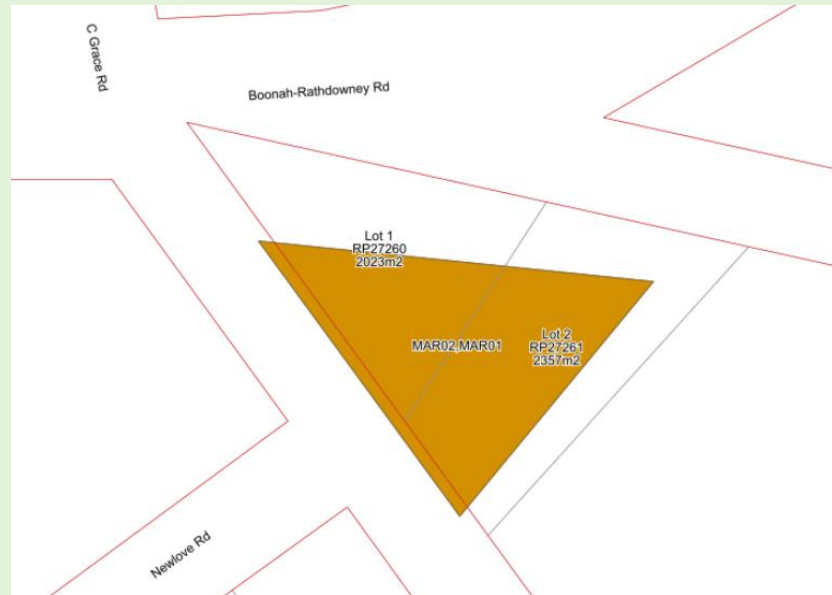 C Grace Rd
Boonah-Rathdowney Rd
Lot 1
RP27260
2023m2
MAR02,MAR01
Lot 2
RP27261
2357m2
Newlove Rd